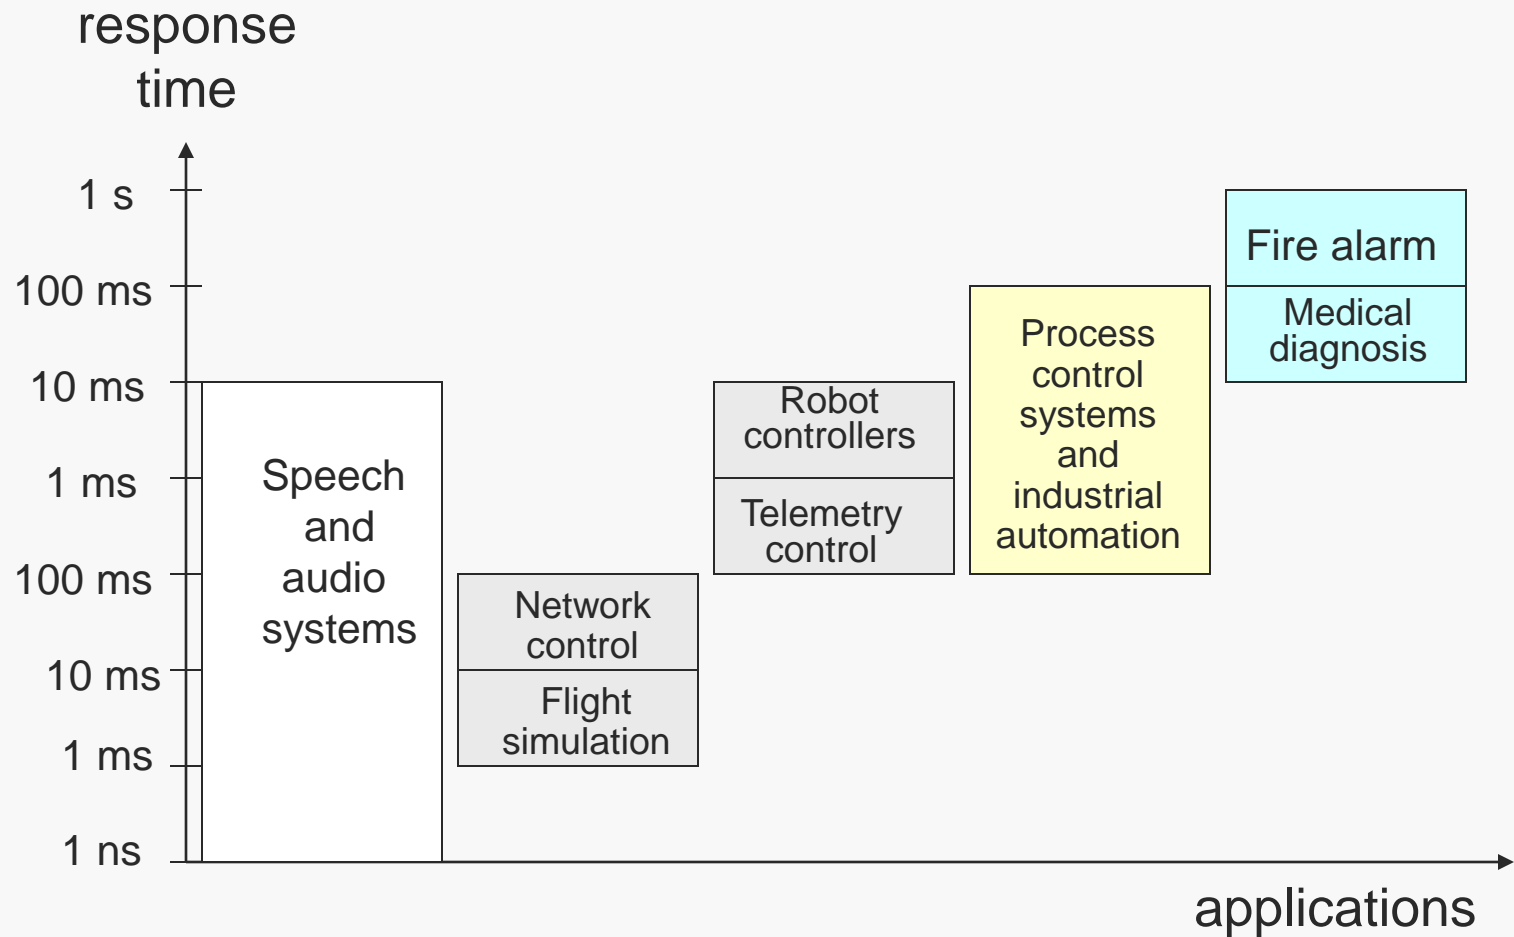 response
time
1 s
100 ms
10 ms
1 ms
100 ms
10 ms
1 ms
1 ns
Speech
and
audio
systems
Network
control
Flight
simulation
Robot
controllers
Telemetry
control
Process
control
systems
and
industrial
automation
Fire alarm
Medical
diagnosis
applications